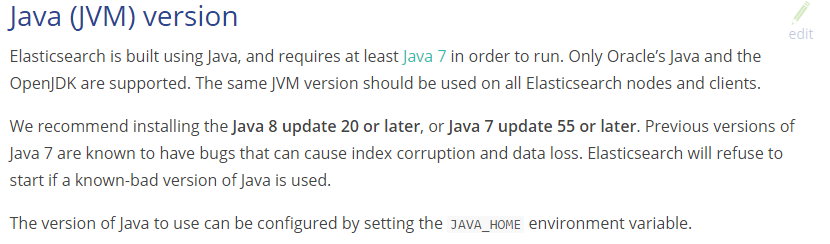 Java (JVM) version
edit
Elasticsearch is built using Java, and requires at least Java 7 in order to run. Only Oracle’s Java and the
OpenJDK are supported. The same JVM version should be used on all Elasticsearch nodes and clients.
We recommend installing the Java 8 update 20 or later, or Java 7 update 55 or later. Previous versions of
Java 7 are known to have bugs that can cause index corruption and data loss. Elasticsearch will refuse to
start if a known-bad version of Java is used.
The version of Java to use can be configured by setting the JAVA_HOME environment variable.